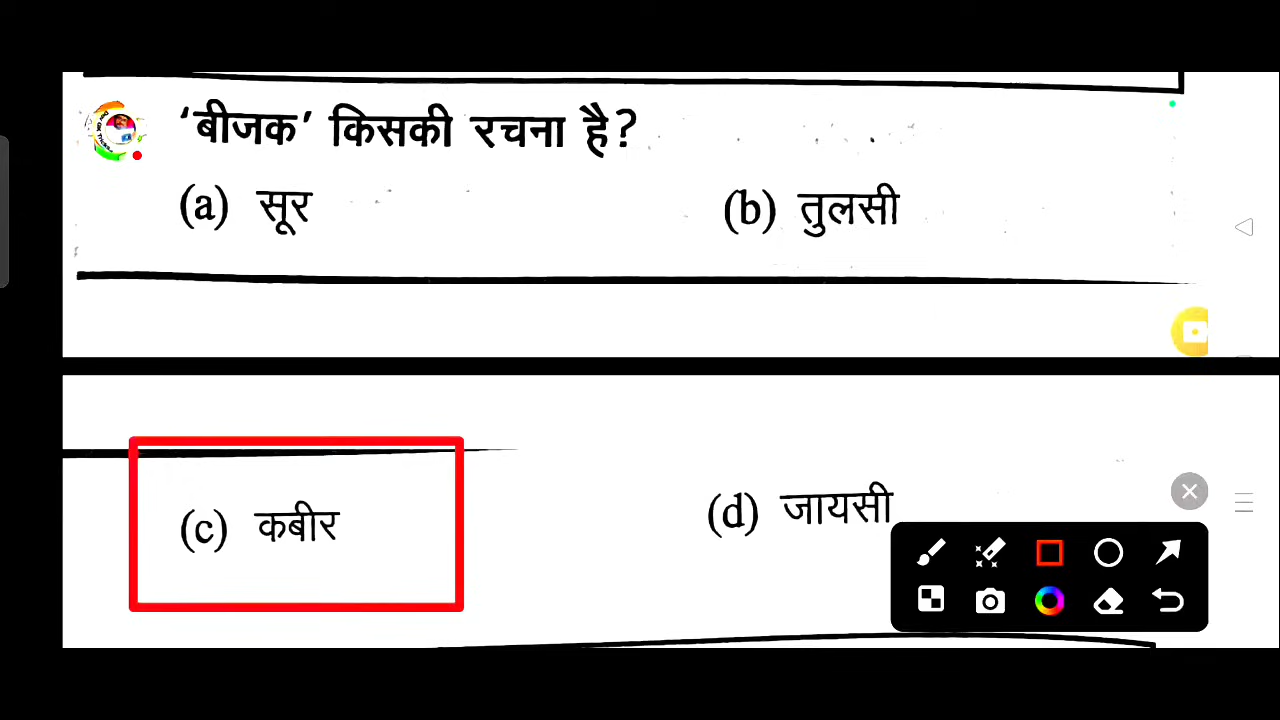 ‘बीजक’ किसकी रचना है?
(a) सूर (b) तुलसी
(c) कबीर (d) जायसी